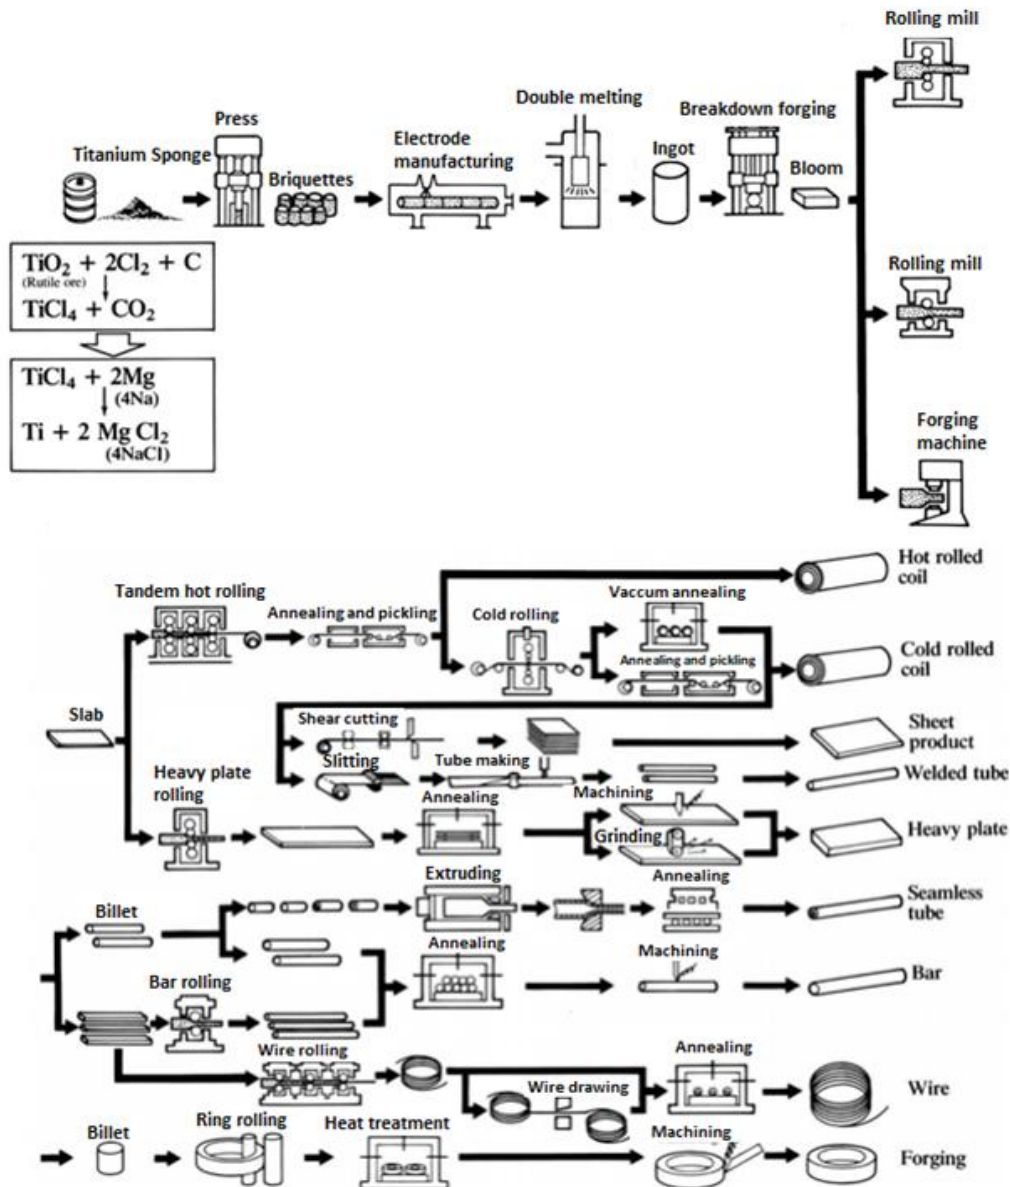 Rolling mill
Double melting
Breakdown forging
Press
Electrode
manufacturing
Ingot
Titanium Sponge
Briquettes
Bloom
TiO2 + 2Cl2 + C
(Rutile ore)
TiCl4 + CO2
TiCl4 + 2Mg
(4Na)
Ti + 2 MgCl2
(4NaCl)
Rolling mill
Forging
machine
Hot rolled
coil
Tandem hot rolling
Annealing and pickling
Cold rolling
Vaccum annealing
Annealing and pickling
Cold rolled
coil
Slab
Shear cutting
Sheet
product
Slitting
Tube making
Welded tube
Heavy plate
rolling
Annealing
Machining
Grinding
Heavy plate
Billet
Extruding
Annealing
Seamless
tube
Bar rolling
Annealing
Machining
Bar
Wire rolling
Wire drawing
Annealing
Wire
Billet
Ring rolling
Heat treatment
Machining
Forging